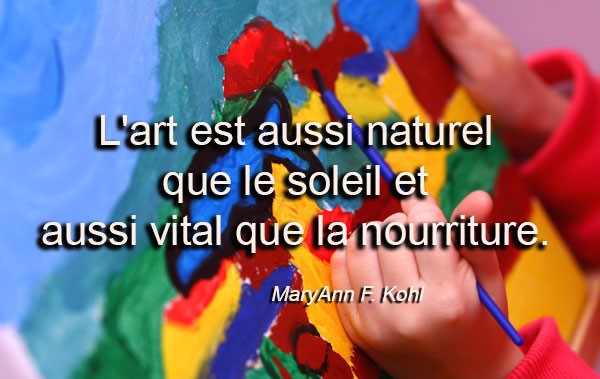 L'art est aussi naturel
que le soleil et
aussi vital que la nourriture.
MaryAnn F. Kohl